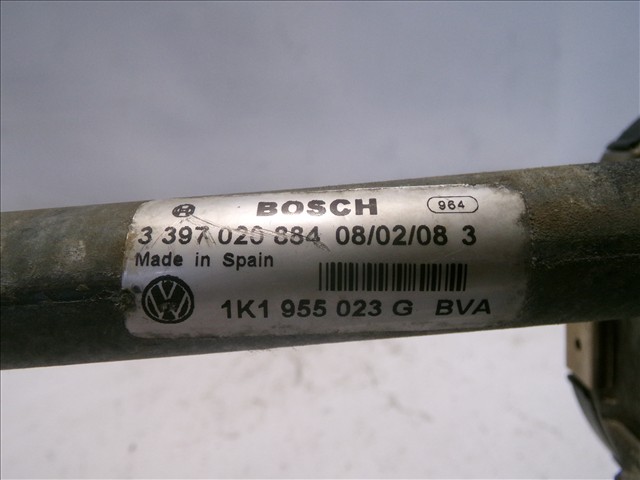 BOSCH 964
3 397 020 884 08/02/08 3
Made in Spain
1K1 955 023 G BVA